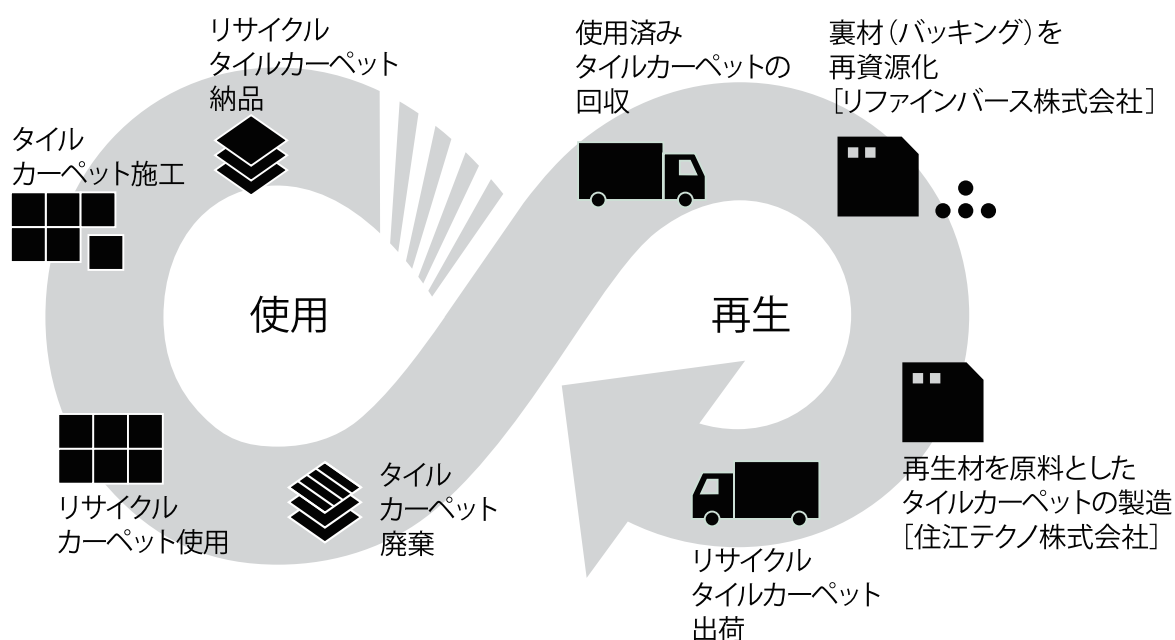 リサイクル
タイルカーペット
納品
タイル
カーペット施工
使用
リサイクル
カーペット使用
タイル
カーペット
廃棄
使用済み
タイルカーペットの
回収
裏材（バッキング）を
再資源化
［リファインバース株式会社］
再生
再生材を原料とした
タイルカーペットの製造
［住江テクノ株式会社］
リサイクル
タイルカーペット
出荷